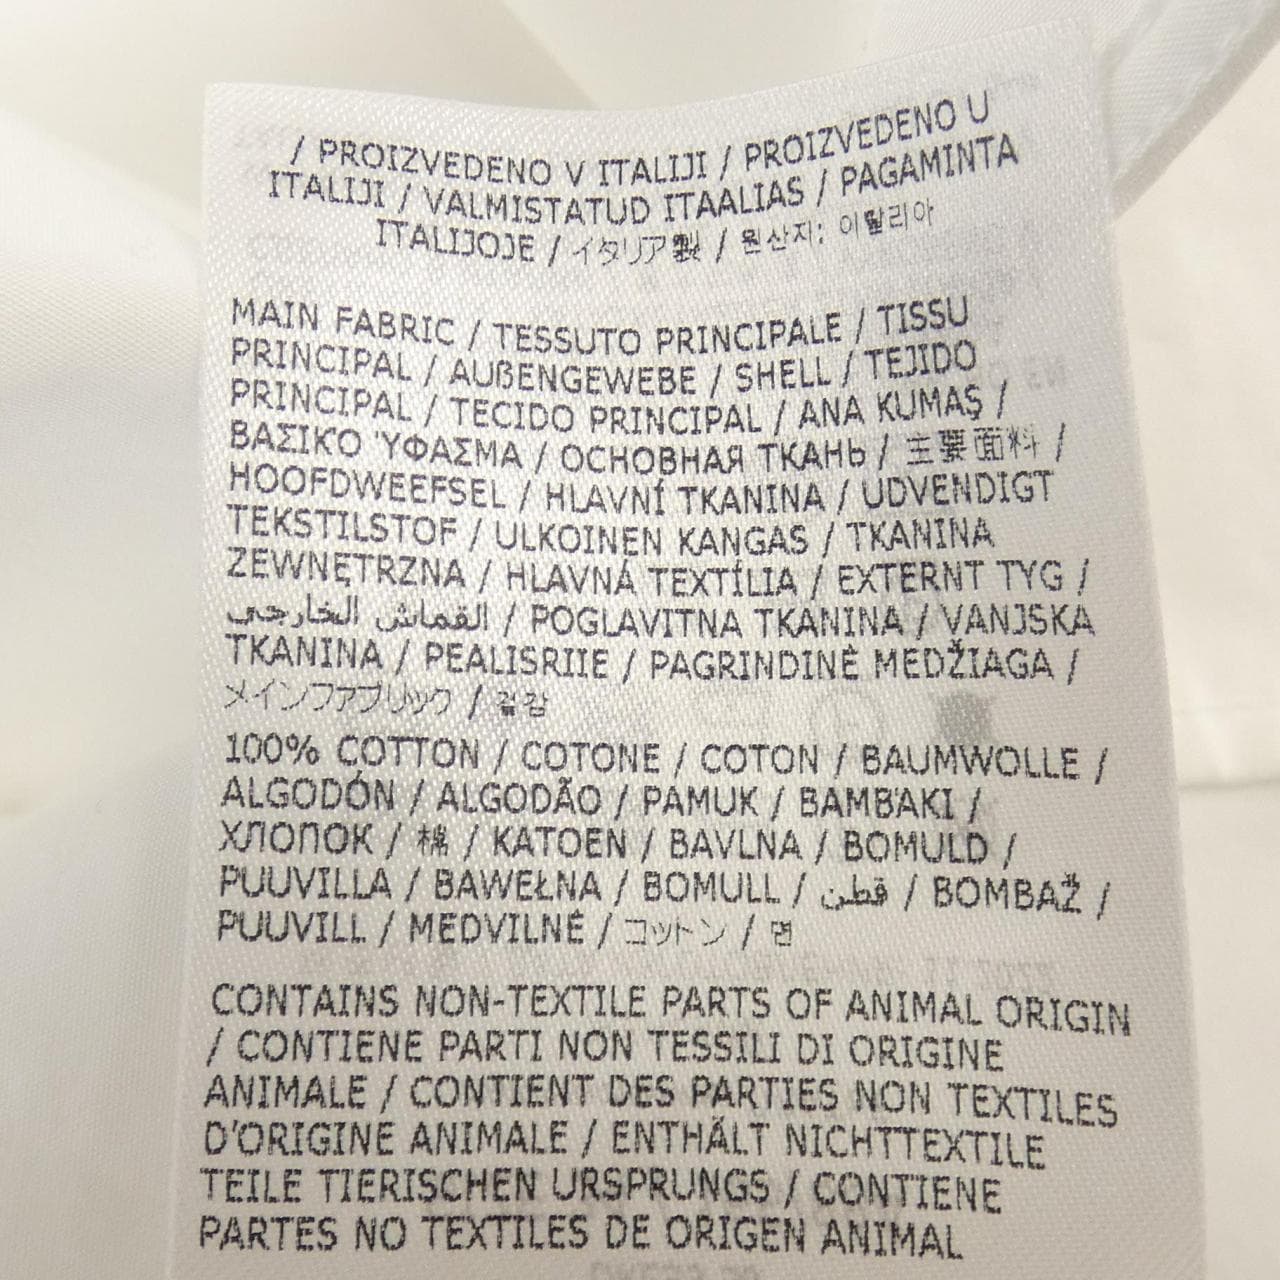 / PROIZVEDENO V ITALIJI / PROIZVEDENO U
ITALIJI / VALMISTATUD ITAALIAS / PAGAMINTA
ITALIJOJE / イタリア製 / 원산지: 이탈리아
MAIN FABRIC / TESSUTO PRINCIPALE / TISSU
PRINCIPAL / AUßENGEWEBE / SHELL / TEJIDO
PRINCIPAL / TECIDO PRINCIPAL / ANA KUMAŞ /
ΒΑΣΙΚΌ ΎΦΑΣΜΑ / ОСНОВНАЯ ТКАНЬ / 主要面料 /
HOOFDWEEFSEL / HLAVNÍ TKANINA / UDVENDIGT
TEKSTILSTOF / ULKOINEN KANGAS / TKANINA
ZEWNĘTRZNA / HLAVNÁ TEXTÍLIA / EXTERNT TYG /
القماش الخارجي / POGLAVITNA TKANINA / VANJSKA
TKANINA / PEALISRIIE / PAGRINDINĖ MEDŽIAGA /
メインファブリック / 겉감
100% COTTON / COTONE / COTON / BAUMWOLLE /
ALGODÓN / ALGODÃO / PAMUK / ΒΑΜΒΆΚΙ /
ХЛОПОК / 棉 / KATOEN / BAVLNA / BOMULD /
PUUVILLA / BAWEŁNA / BOMULL / قطن / BOMBAŽ /
PUUVILL / MEDVILNĖ / コットン / 면
CONTAINS NON-TEXTILE PARTS OF ANIMAL ORIGIN
/ CONTIENE PARTI NON TESSILI DI ORIGINE
ANIMALE / CONTIENT DES PARTIES NON TEXTILES
D'ORIGINE ANIMALE / ENTHÄLT NICHTTEXTILE
TEILE TIERISCHEN URSPRUNGS / CONTIENE
PARTES NO TEXTILES DE ORIGEN ANIMAL